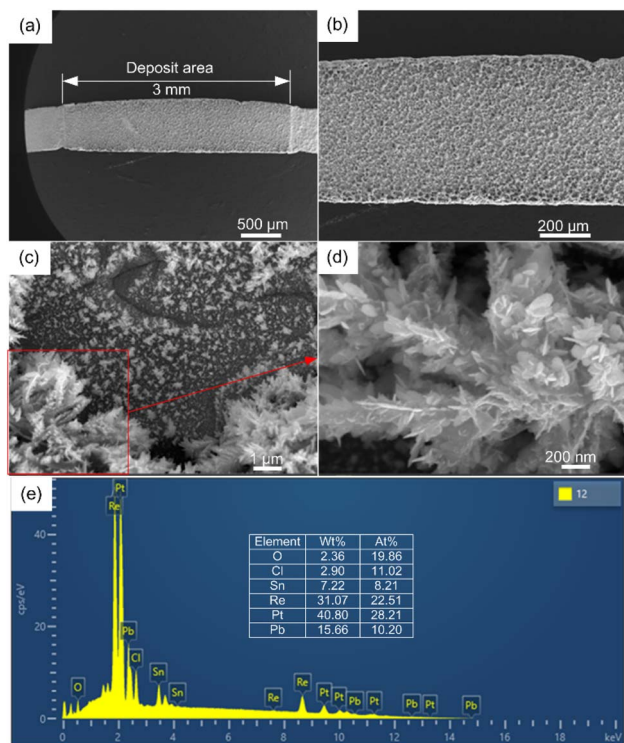 (a)
Deposit area
3 mm
500 µm
(b)
200 µm
(c)
1 µm
(d)
200 nm
(e)
12
Pt
Re
40
cps/eV
20
0
Element Wt% At%
O 2.36 19.86
Cl 2.90 11.02
Sn 7.22 8.21
Re 31.07 22.51
Pt 40.80 28.21
Pb 15.66 10.20
Pb
Cl
O
Sn
Sn
Re
Re
Pt
Pt
Pb
Pt
Pb
Pt
Pb
0 2 4 6 8 10 12 14 16 18 keV